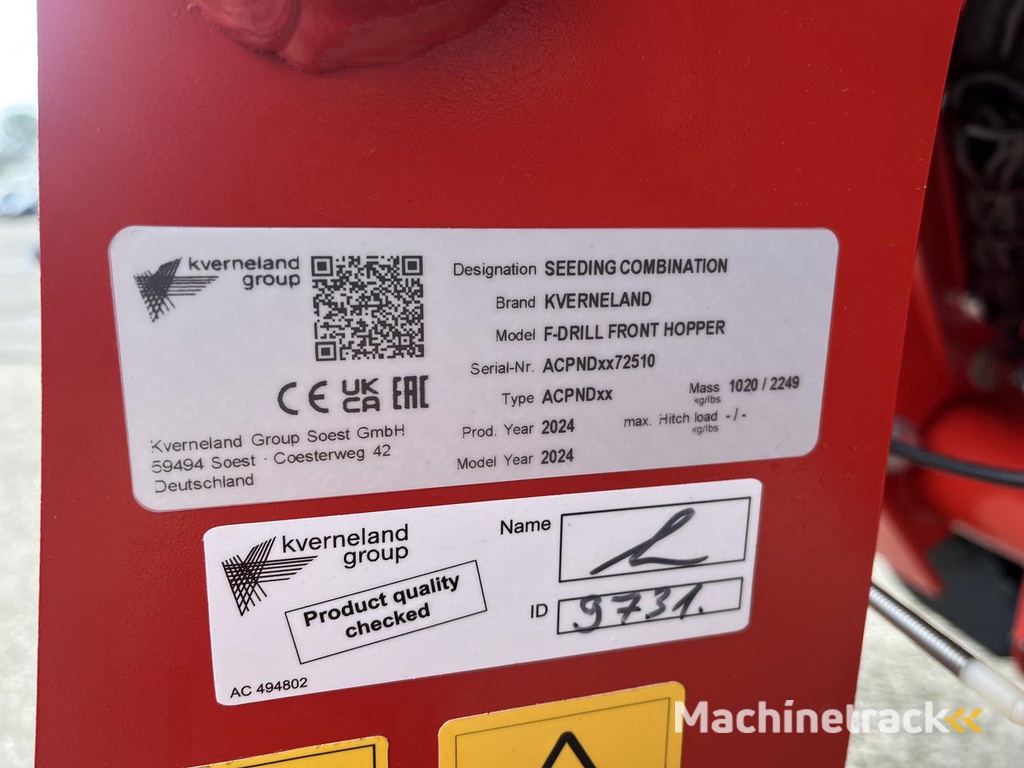 kverneland
group
CE UK CA EAC
Kverneland Group Soest GmbH
59494 Soest · Coesterweg 42
Deutschland
Designation SEEDING COMBINATION
Brand KVERNELAND
Model F-DRILL FRONT HOPPER
Serial-Nr. ACPNDxx72510
Type ACPNDxx
Mass kg/lbs 1020 / 2249
Prod. Year 2024
max. Hitch load kg/lbs - / -
Model Year 2024
kverneland
group
Product quality
checked
AC 494802
Name
ID 9731.
Machinetrack